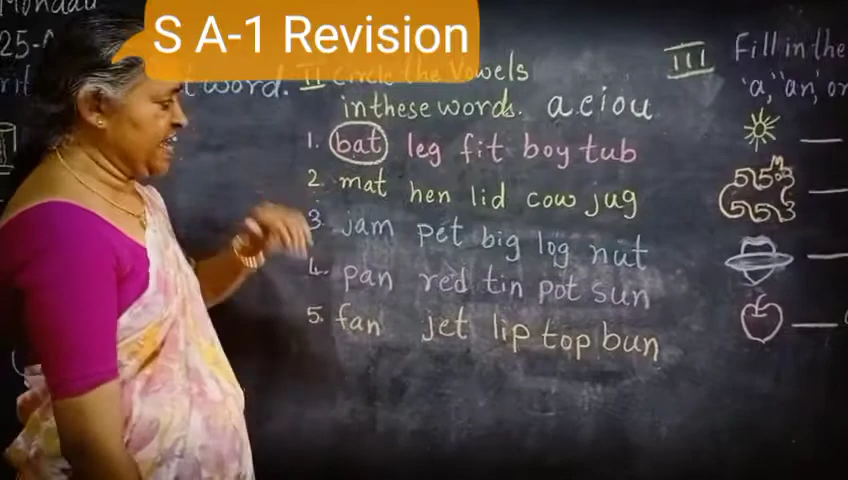 S A-1 Revision
Monday
25-
t word.
II Circle the Vowels
in these words. a e i o u
1. bat leg fit boy tub
2. mat hen lid cow jug
3. jam pet big log nut
4. pan red tin pot sun
5. fan jet lip top bun
III Fill in the
'a,' 'an,' or